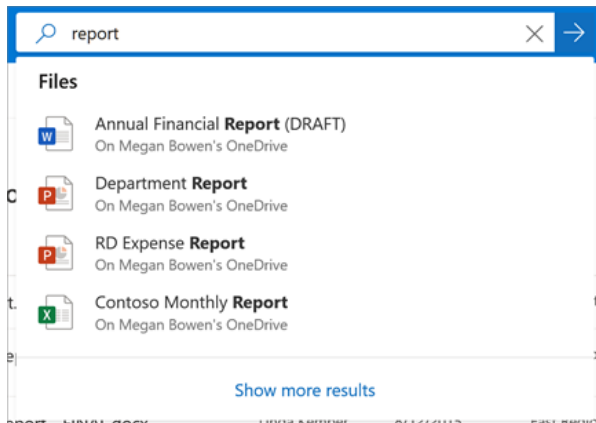 report
Files
Annual Financial Report (DRAFT)
On Megan Bowen's OneDrive
Department Report
On Megan Bowen's OneDrive
RD Expense Report
On Megan Bowen's OneDrive
Contoso Monthly Report
On Megan Bowen's OneDrive
Show more results